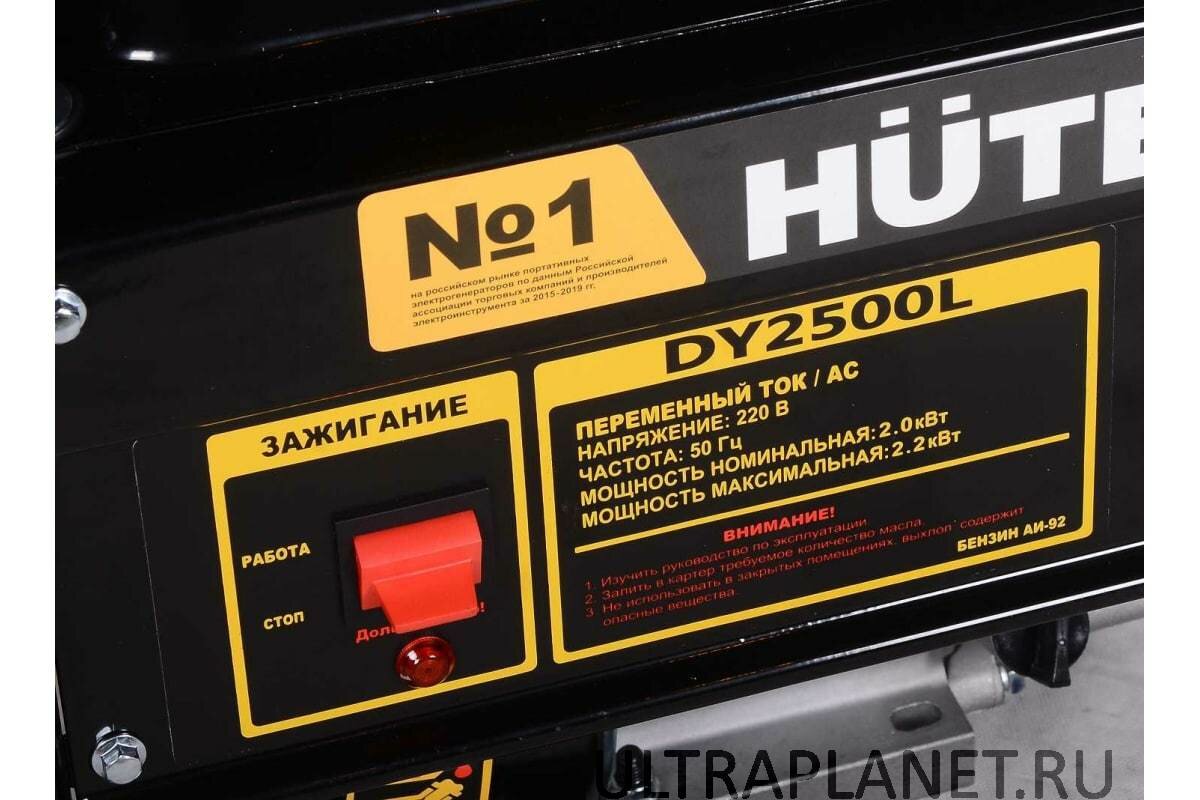 HÜTE
№1
на российском рынке портативных
электрогенераторов по данным Российской
ассоциации торговых компаний и производителей
электроинструмента за 2015-2019 гг.
DY2500L
ПЕРЕМЕННЫЙ ТОК / AC
НАПРЯЖЕНИЕ: 220 В
ЧАСТОТА: 50 Гц
МОЩНОСТЬ НОМИНАЛЬНАЯ: 2.0кВт
МОЩНОСТЬ МАКСИМАЛЬНАЯ: 2.2кВт
ВНИМАНИЕ!
1. Изучить руководство по эксплуатации.
2. Залить в картер требуемое количество масла.
3 Не использовать в закрытых помещениях, выхлоп содержит
опасные вещества.
БЕНЗИН АИ-92
ЗАЖИГАНИЕ
РАБОТА
СТОП
ULTRAPLANET.RU